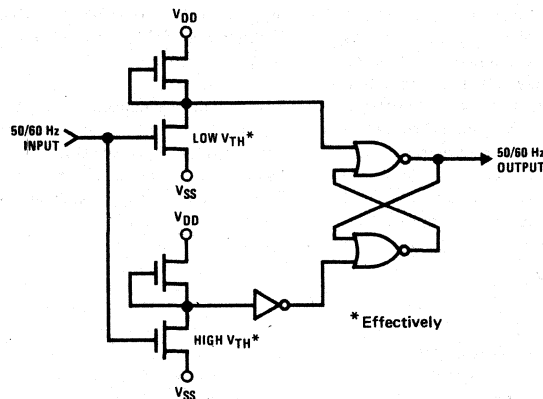 VDD
50/60 Hz
INPUT
LOW VTH*
VSS
50/60 Hz
OUTPUT
VDD
HIGH VTH*
VSS
*Effectively